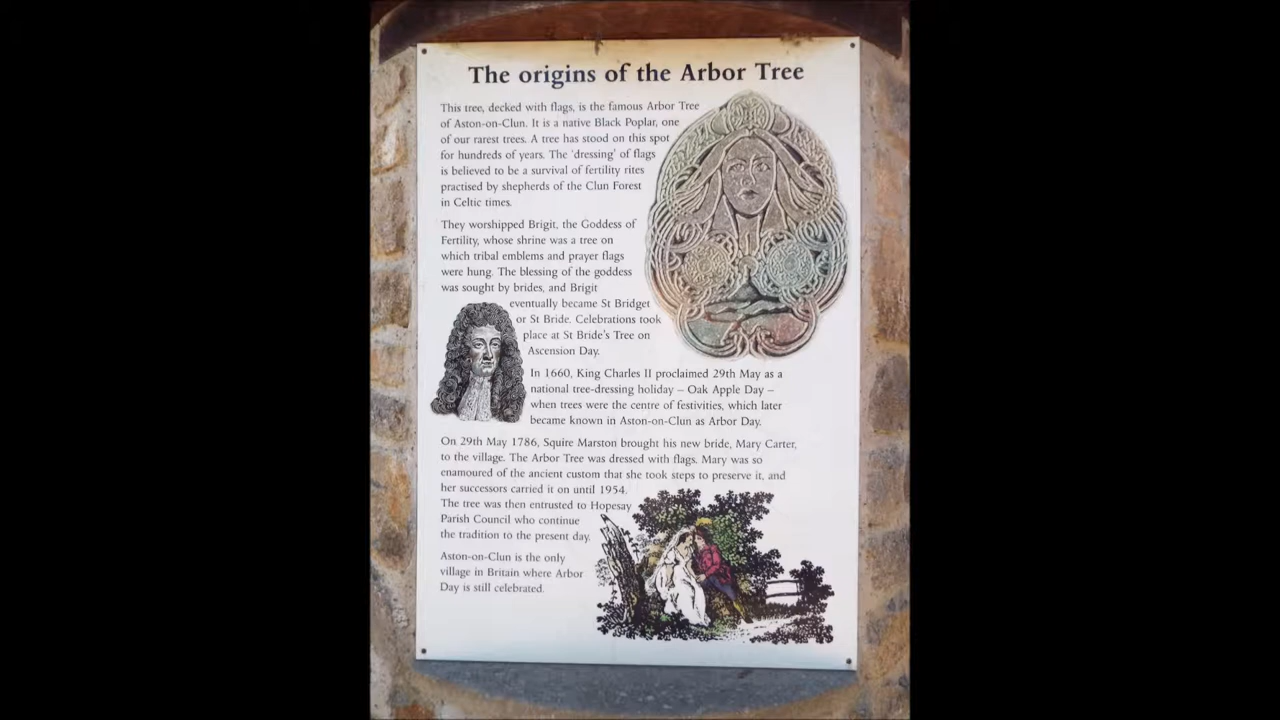 The origins of the Arbor Tree
This tree, decked with flags, is the famous Arbor Tree
of Aston-on-Clun. It is a native Black Poplar, one
of our rarest trees. A tree has stood on this spot
for hundreds of years. The 'dressing' of flags
is believed to be a survival of fertility rites
practised by shepherds of the Clun Forest
in Celtic times.
They worshipped Brigit, the Goddess of
Fertility, whose shrine was a tree on
which tribal emblems and prayer flags
were hung. The blessing of the goddess
was sought by brides, and Brigit
eventually became St Bridget
or St Bride. Celebrations took
place at St Bride's Tree on
Ascension Day.
In 1660, King Charles II proclaimed 29th May as a
national tree-dressing holiday – Oak Apple Day –
when trees were the centre of festivities, which later
became known in Aston-on-Clun as Arbor Day.
On 29th May 1786, Squire Marston brought his new bride, Mary Carter,
to the village. The Arbor Tree was dressed with flags. Mary was so
enamoured of the ancient custom that she took steps to preserve it, and
her successors carried it on until 1954.
The tree was then entrusted to Hopesay
Parish Council who continue
the tradition to the present day.
Aston-on-Clun is the only
village in Britain where Arbor
Day is still celebrated.